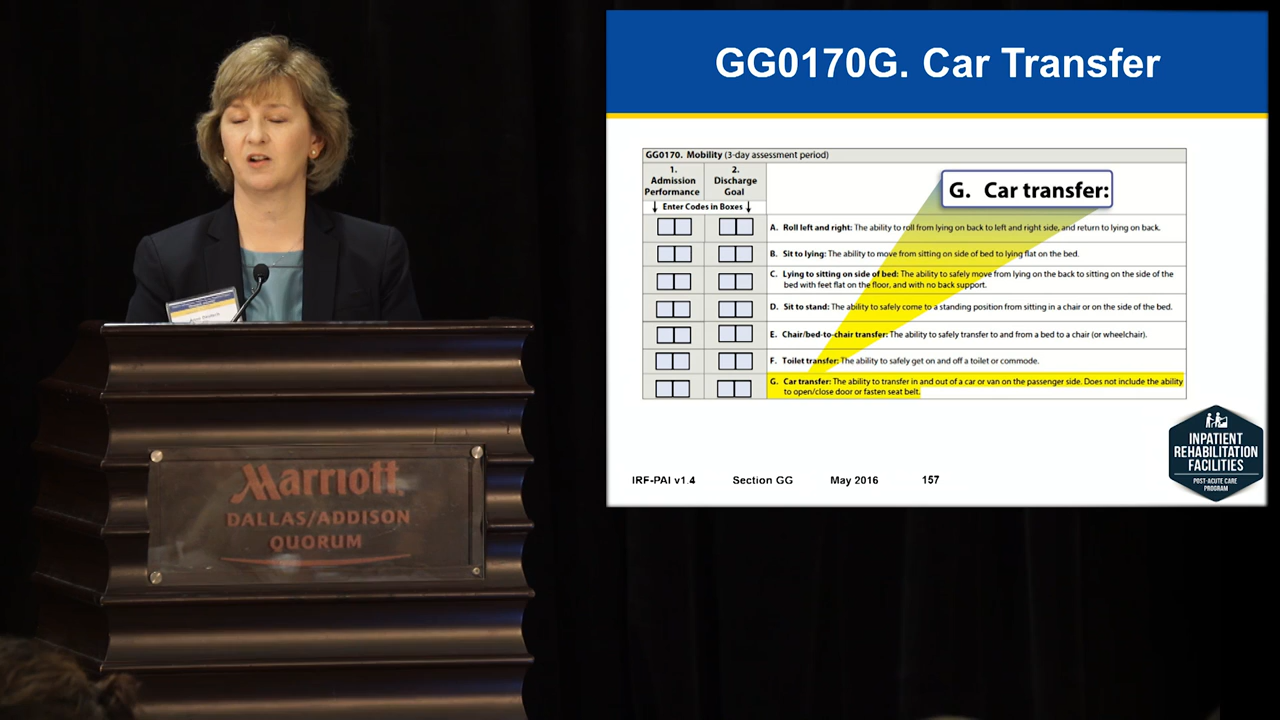 GG0170G. Car Transfer
GG0170. Mobility (3-day assessment period)
1.
Admission
Performance
2.
Discharge
Goal
↓ Enter Codes in Boxes ↓
G. Car transfer:
A. Roll left and right: The ability to roll from lying on back to left and right side, and return to lying on back.
B. Sit to lying: The ability to move from sitting on side of bed to lying flat on the bed.
C. Lying to sitting on side of bed: The ability to safely move from lying on the back to sitting on the side of the
bed with feet flat on the floor, and with no back support.
D. Sit to stand: The ability to safely come to a standing position from sitting in a chair or on the side of the bed.
E. Chair/bed-to-chair transfer: The ability to safely transfer to and from a bed to a chair (or wheelchair).
F. Toilet transfer: The ability to safely get on and off a toilet or commode.
G. Car transfer: The ability to transfer in and out of a car or van on the passenger side. Does not include the ability
to open/close door or fasten seat belt.
IRF-PAI v1.4 Section GG May 2016 157
INPATIENT
REHABILITATION
FACILITIES
POST-ACUTE CARE
PROGRAM
Marriott
DALLAS/ADDISON
QUORUM